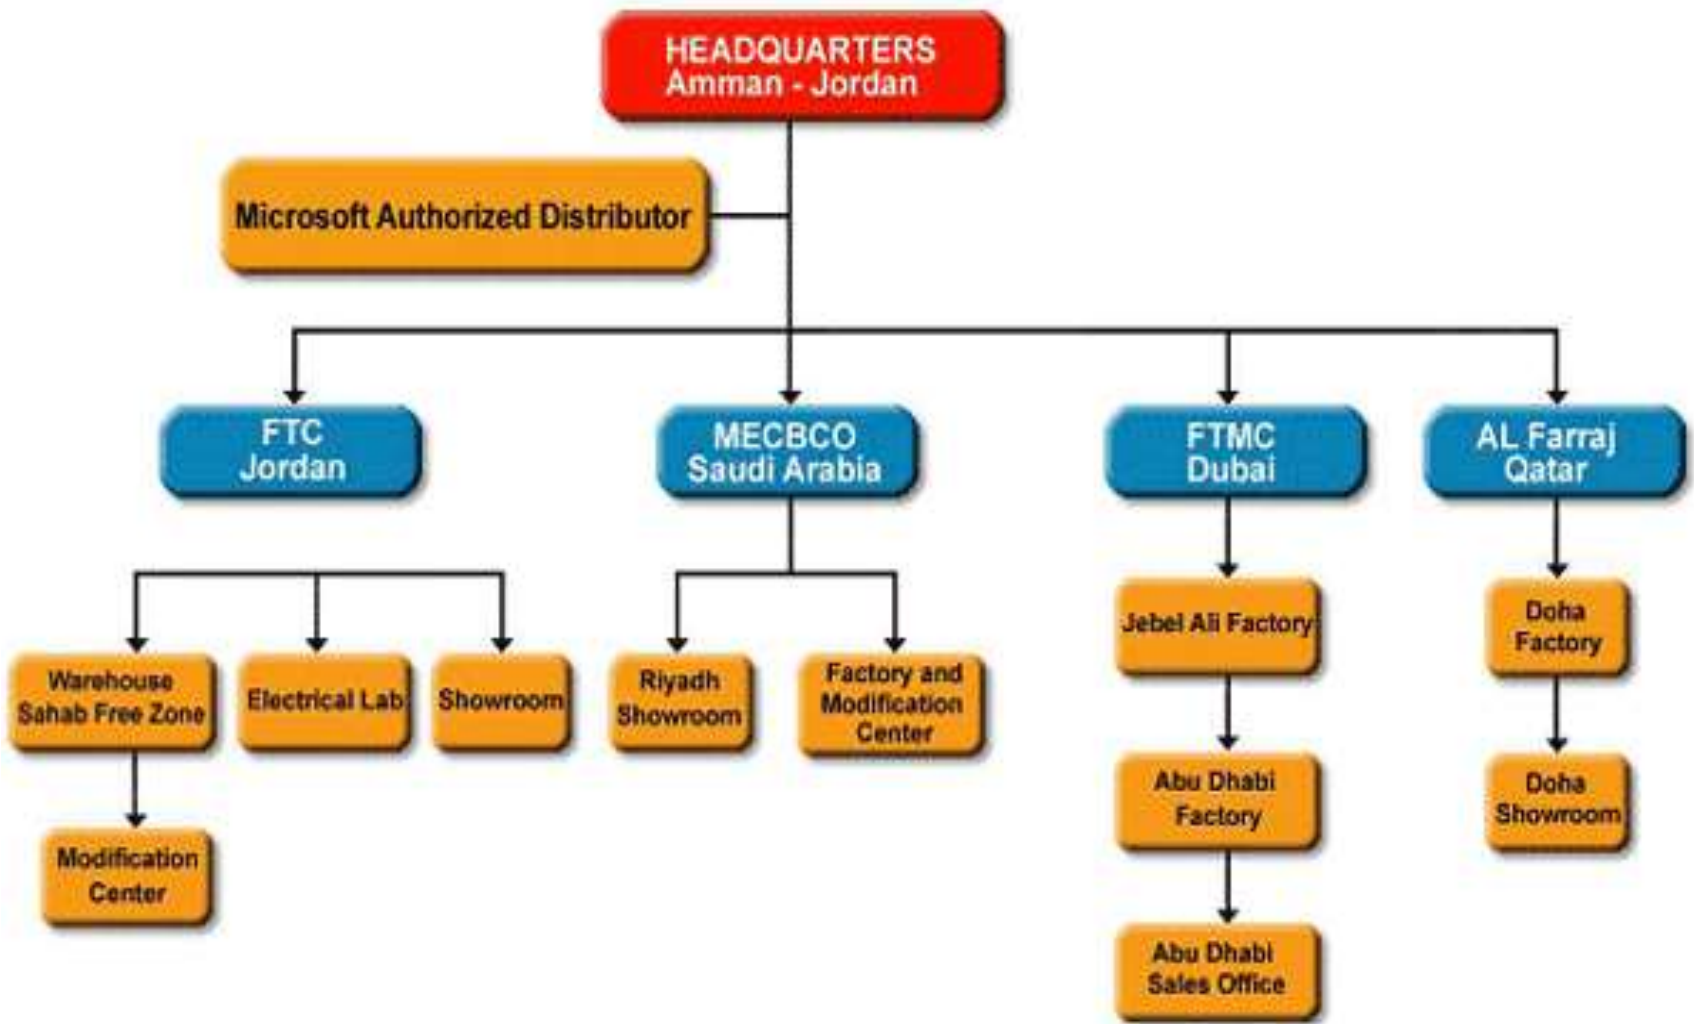 HEADQUARTERS
Amman - Jordan
Microsoft Authorized Distributor
FTC
Jordan
MECBCO
Saudi Arabia
FTMC
Dubai
AL Farraj
Qatar
Warehouse
Sahab Free Zone
Electrical Lab
Showroom
Riyadh
Showroom
Factory and
Modification
Center
Jebel Ali Factory
Doha
Factory
Modification
Center
Abu Dhabi
Factory
Doha
Showroom
Abu Dhabi
Sales Office